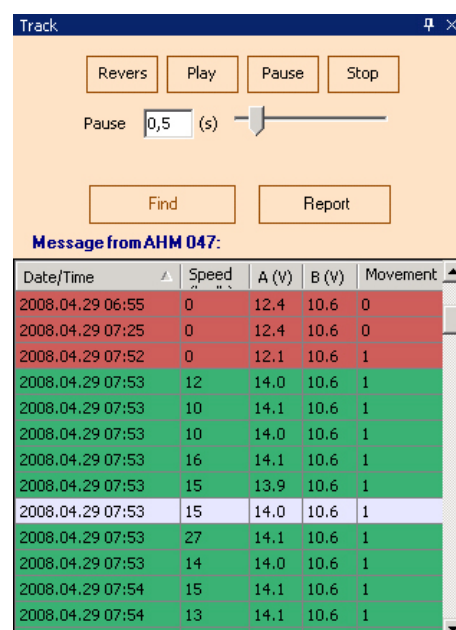 Track
Revers Play Pause Stop
Pause 0,5 (s)
Find Report
Message from AHM 047:
Date/Time Speed A (V) B (V) Movement
2008.04.29 06:55 0 12.4 10.6 0
2008.04.29 07:25 0 12.4 10.6 0
2008.04.29 07:52 0 12.1 10.6 1
2008.04.29 07:53 12 14.0 10.6 1
2008.04.29 07:53 10 14.1 10.6 1
2008.04.29 07:53 10 14.0 10.6 1
2008.04.29 07:53 16 14.1 10.6 1
2008.04.29 07:53 15 13.9 10.6 1
2008.04.29 07:53 15 14.0 10.6 1
2008.04.29 07:53 27 14.1 10.6 1
2008.04.29 07:53 14 14.0 10.6 1
2008.04.29 07:54 15 14.1 10.6 1
2008.04.29 07:54 13 14.1 10.6 1